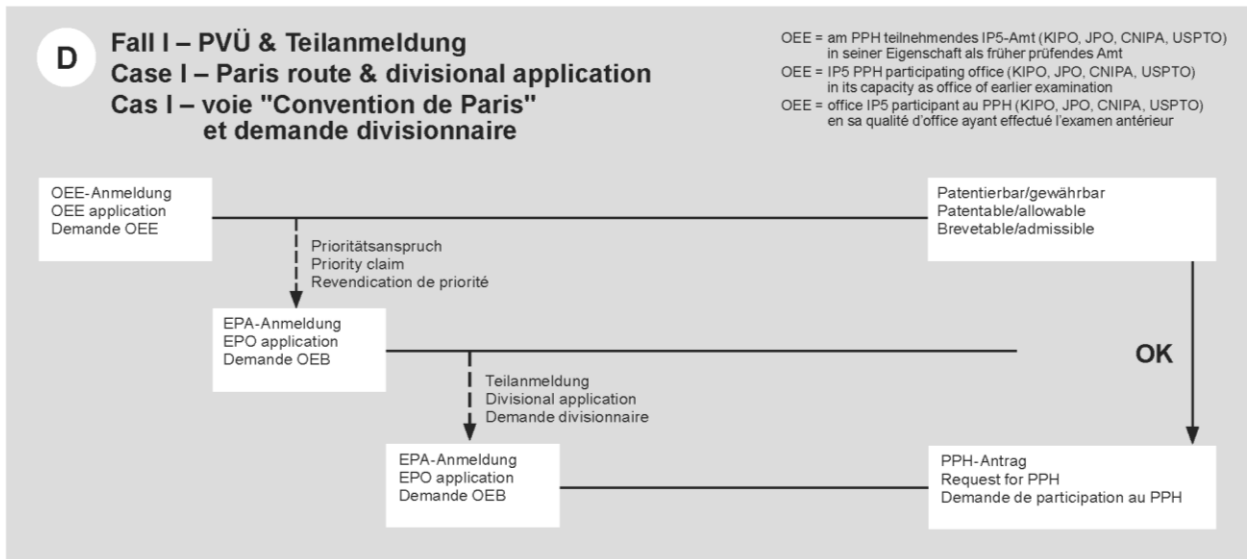 D
Fall I – PVÜ & Teilanmeldung
Case I – Paris route & divisional application
Cas I – voie "Convention de Paris"
et demande divisionnaire
OEE = am PPH teilnehmendes IP5-Amt (KIPO, JPO, CNIPA, USPTO)
in seiner Eigenschaft als früher prüfendes Amt
OEE = IP5 PPH participating office (KIPO, JPO, CNIPA, USPTO)
in its capacity as office of earlier examination
OEE = office IP5 participant au PPH (KIPO, JPO, CNIPA, USPTO)
en sa qualité d'office ayant effectué l'examen antérieur
OEE-Anmeldung
OEE application
Demande OEE
Patentierbar/gewährbar
Patentable/allowable
Brevetable/admissible
Prioritätsanspruch
Priority claim
Revendication de priorité
EPA-Anmeldung
EPO application
Demande OEB
OK
Teilanmeldung
Divisional application
Demande divisionnaire
EPA-Anmeldung
EPO application
Demande OEB
PPH-Antrag
Request for PPH
Demande de participation au PPH